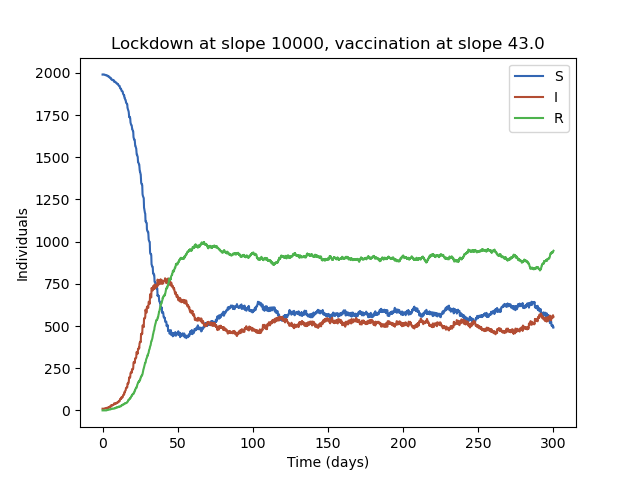 Lockdown at slope 10000, vaccination at slope 43.0
S
I
R
2000
1750
1500
1250
1000
750
500
250
0
Individuals
0 50 100 150 200 250 300
Time (days)